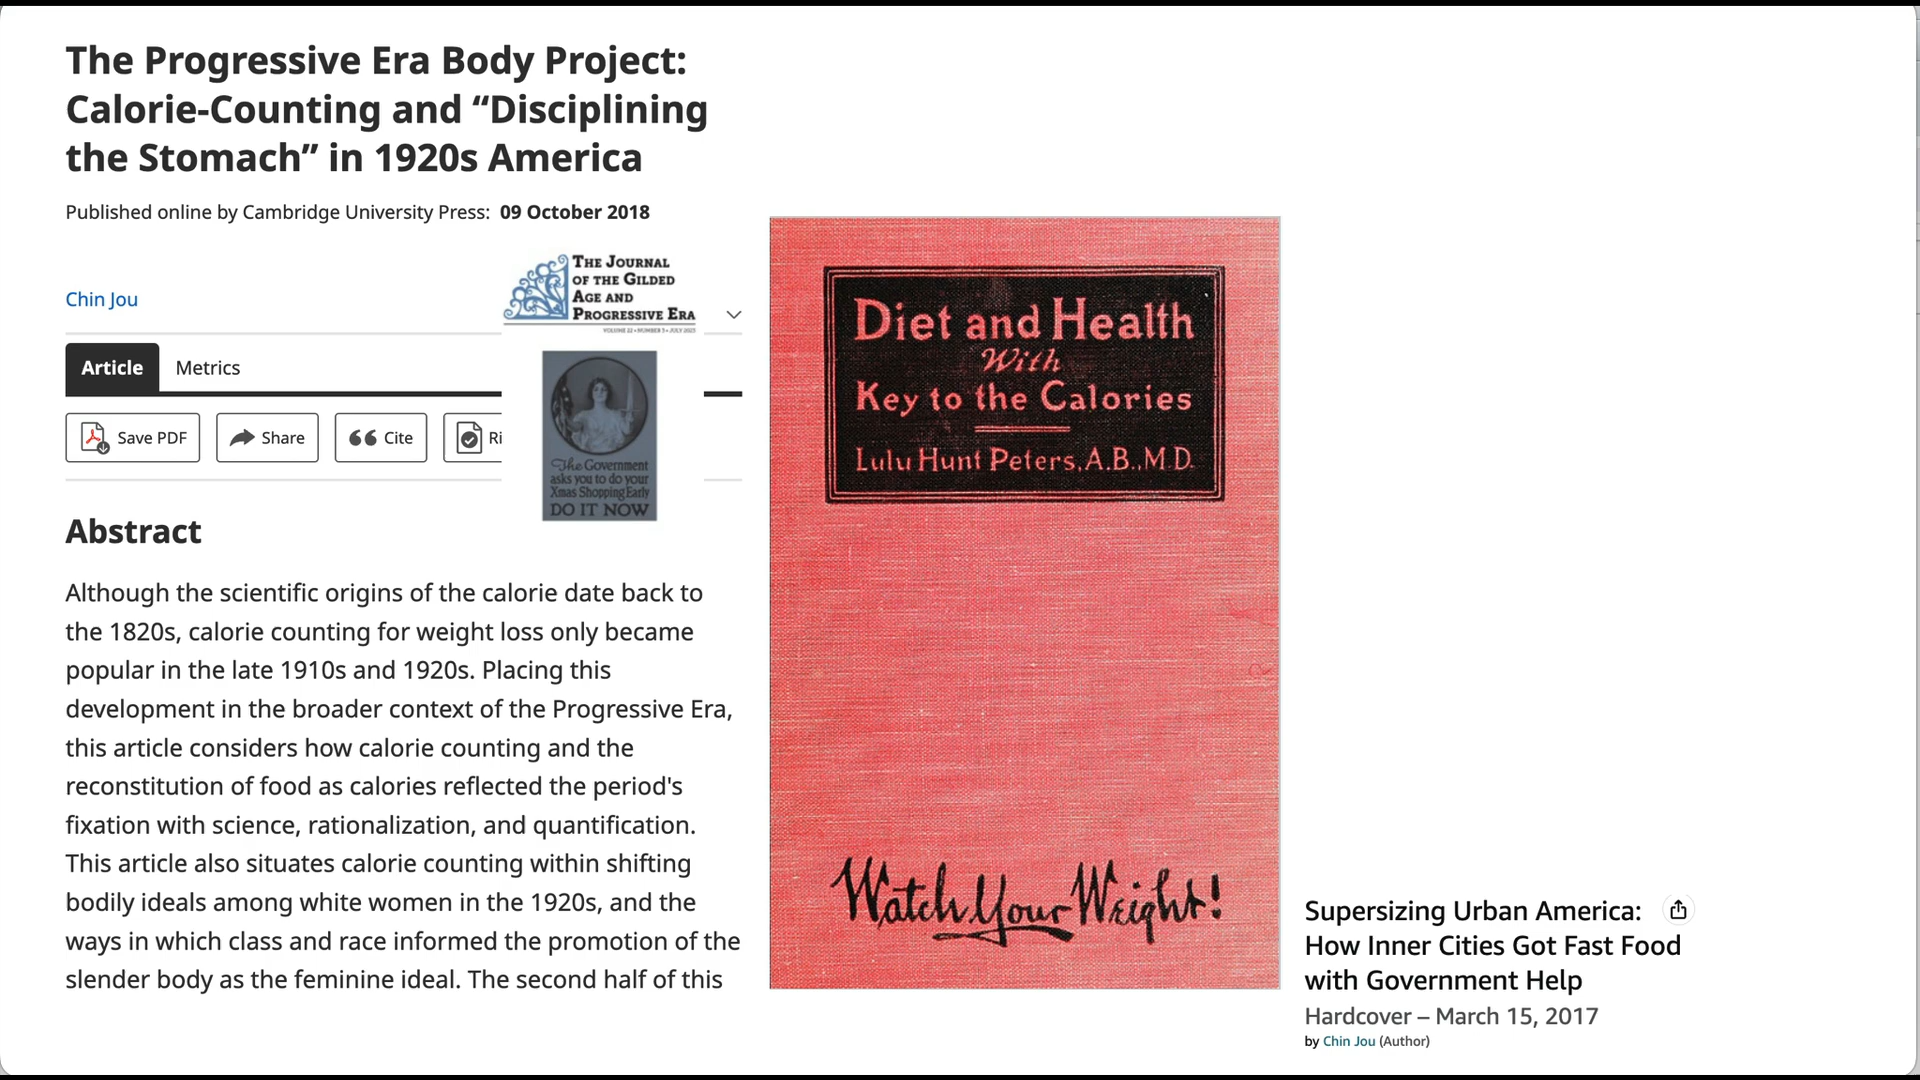 The Progressive Era Body Project:
Calorie-Counting and “Disciplining
the Stomach” in 1920s America
Published online by Cambridge University Press: 09 October 2018
Chin Jou
THE JOURNAL
OF THE GILDED
AGE AND
PROGRESSIVE ERA
VOLUME 22 • NUMBER 3 • JULY 2023
Article Metrics
Save PDF Share Cite Ri
The Government
asks you to do your
Xmas Shopping Early
DO IT NOW
Abstract
Although the scientific origins of the calorie date back to
the 1820s, calorie counting for weight loss only became
popular in the late 1910s and 1920s. Placing this
development in the broader context of the Progressive Era,
this article considers how calorie counting and the
reconstitution of food as calories reflected the period's
fixation with science, rationalization, and quantification.
This article also situates calorie counting within shifting
bodily ideals among white women in the 1920s, and the
ways in which class and race informed the promotion of the
slender body as the feminine ideal. The second half of this
Diet and Health
With
Key to the Calories
Lulu Hunt Peters, A.B., M.D.
Watch Your Weight!
Supersizing Urban America:
How Inner Cities Got Fast Food
with Government Help
Hardcover – March 15, 2017
by Chin Jou (Author)